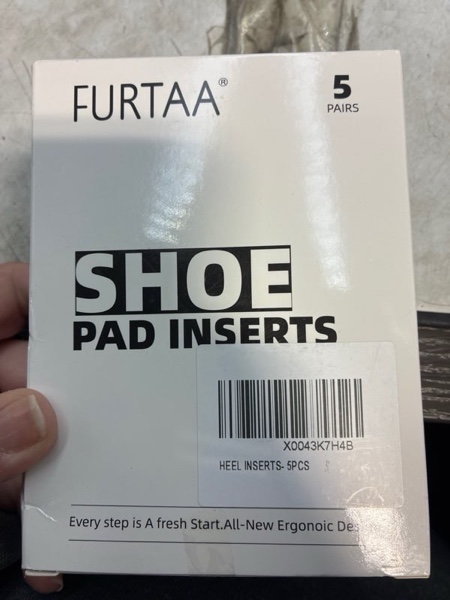 FURTAA®
5
PAIRS
SHOE
PAD INSERTS
X0043K7H4B
HEEL INSERTS- 5PCS
Every step is A fresh Start.All-New Ergonoic Des